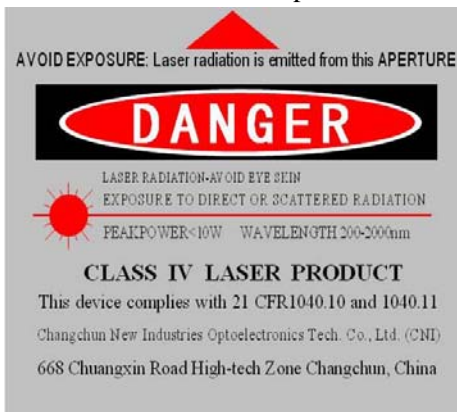 AVOID EXPOSURE: Laser radiation is emitted from this APERTURE
DANGER
LASER RADIATION-AVOID EYE SKIN
EXPOSURE TO DIRECT OR SCATTERED RADIATION
PEAKPOWER<10W WAVELENGTH 200-2000nm
CLASS IV LASER PRODUCT
This device complies with 21 CFR1040.10 and 1040.11
Changchun New Industries Optoelectronics Tech. Co., Ltd. (CNI)
668 Chuangxin Road High-tech Zone Changchun, China